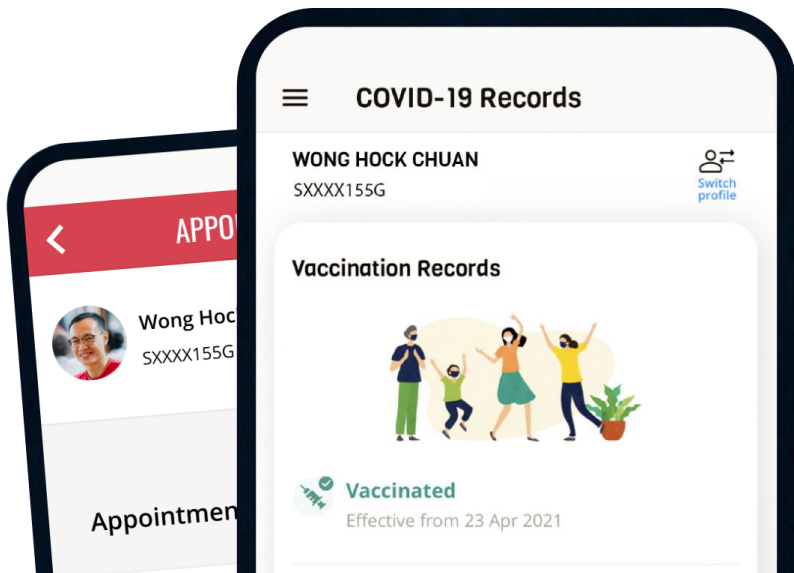 COVID-19 Records
WONG HOCK CHUAN
SXXXX155G
Switch
profile
Vaccination Records
Vaccinated
Effective from 23 Apr 2021
APPO
Wong Hoc
SXXXX155G
Appointmen